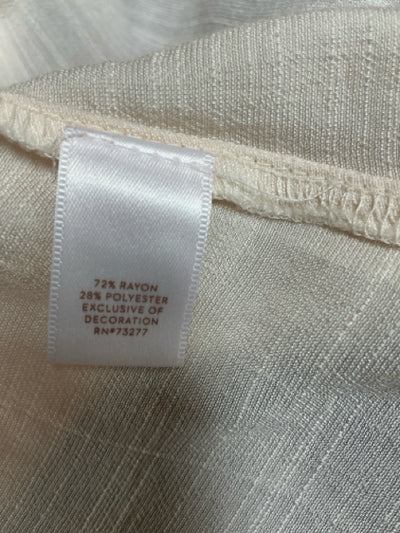 72% RAYON
28% POLYESTER
EXCLUSIVE OF
DECORATION
RN#73277